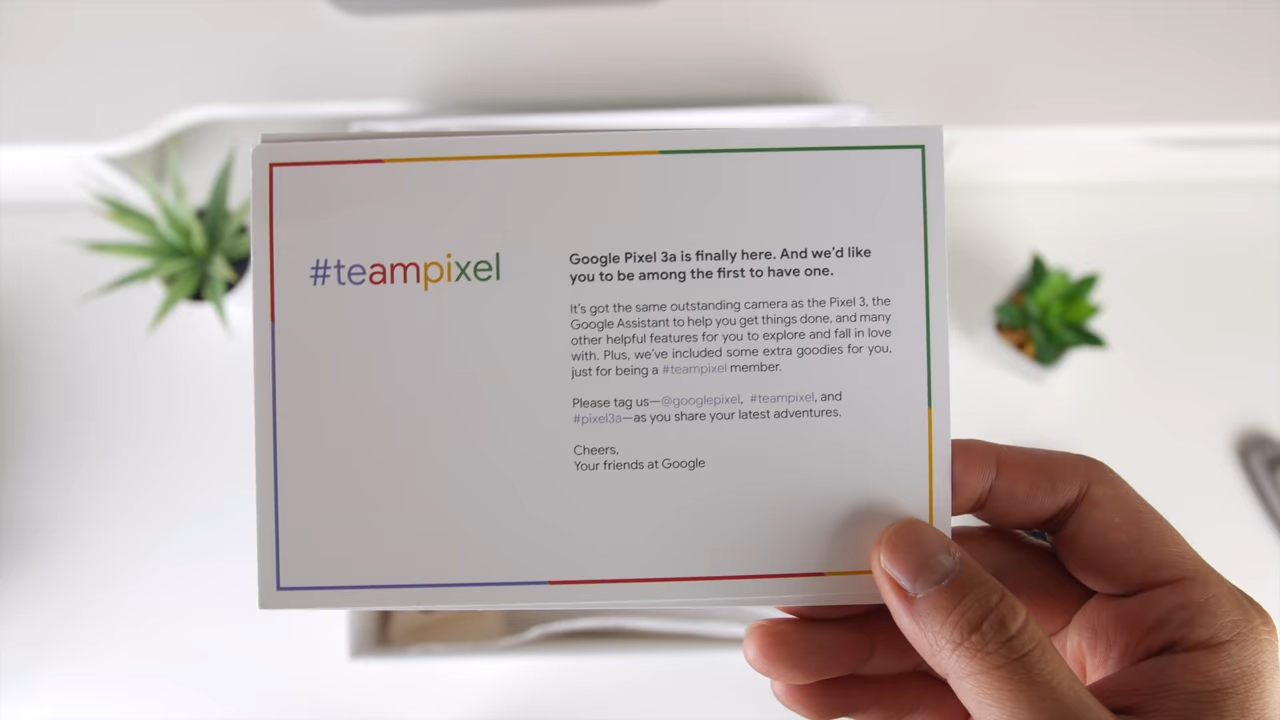 #teampixel
Google Pixel 3a is finally here. And we'd like
you to be among the first to have one.
It's got the same outstanding camera as the Pixel 3, the
Google Assistant to help you get things done, and many
other helpful features for you to explore and fall in love
with. Plus, we've included some extra goodies for you,
just for being a #teampixel member.
Please tag us—@googlepixel, #teampixel, and
#pixel3a—as you share your latest adventures.
Cheers,
Your friends at Google